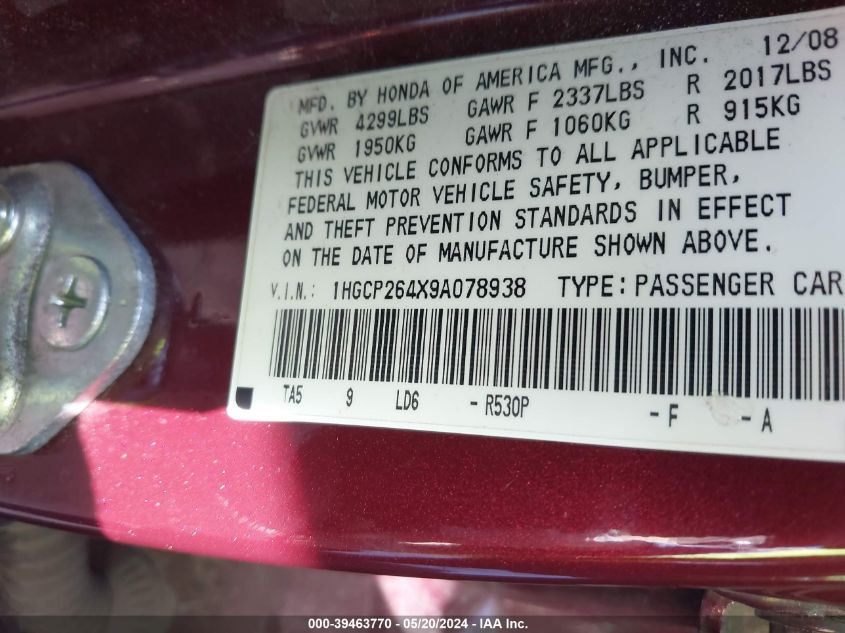 MFD. BY HONDA OF AMERICA MFG., INC. 12/08
GVWR 4299LBS GAWR F 2337LBS R 2017LBS
GVWR 1950KG GAWR F 1060KG R 915KG
THIS VEHICLE CONFORMS TO ALL APPLICABLE
FEDERAL MOTOR VEHICLE SAFETY, BUMPER,
AND THEFT PREVENTION STANDARDS IN EFFECT
ON THE DATE OF MANUFACTURE SHOWN ABOVE.
V.I.N.: 1HGCP264X9A078938 TYPE: PASSENGER CAR
TA5 9 LD6 -R530P -F -A
000-39463770 - 05/20/2024 - IAA Inc.